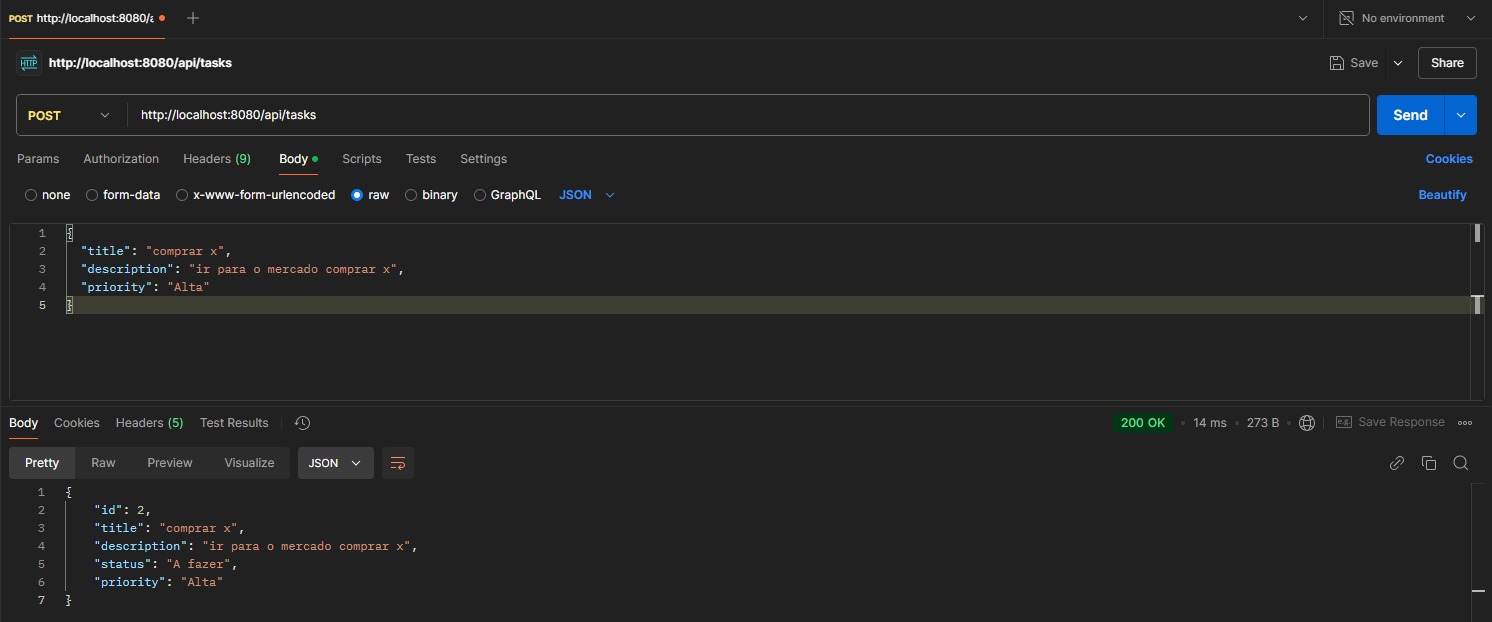 POST http://localhost:8080/a
No environment
HTTP http://localhost:8080/api/tasks
Save
Share
POST http://localhost:8080/api/tasks
Send
Params Authorization Headers (9) Body Scripts Tests Settings
Cookies
none form-data x-www-form-urlencoded raw binary GraphQL JSON
Beautify
1 {
2 "title": "comprar x",
3 "description": "ir para o mercado comprar x",
4 "priority": "Alta"
5 }
Body Cookies Headers (5) Test Results
200 OK • 14 ms • 273 B •
e.g. Save Response
Pretty Raw Preview Visualize JSON
1 {
2 "id": 2,
3 "title": "comprar x",
4 "description": "ir para o mercado comprar x",
5 "status": "A fazer",
6 "priority": "Alta"
7 }